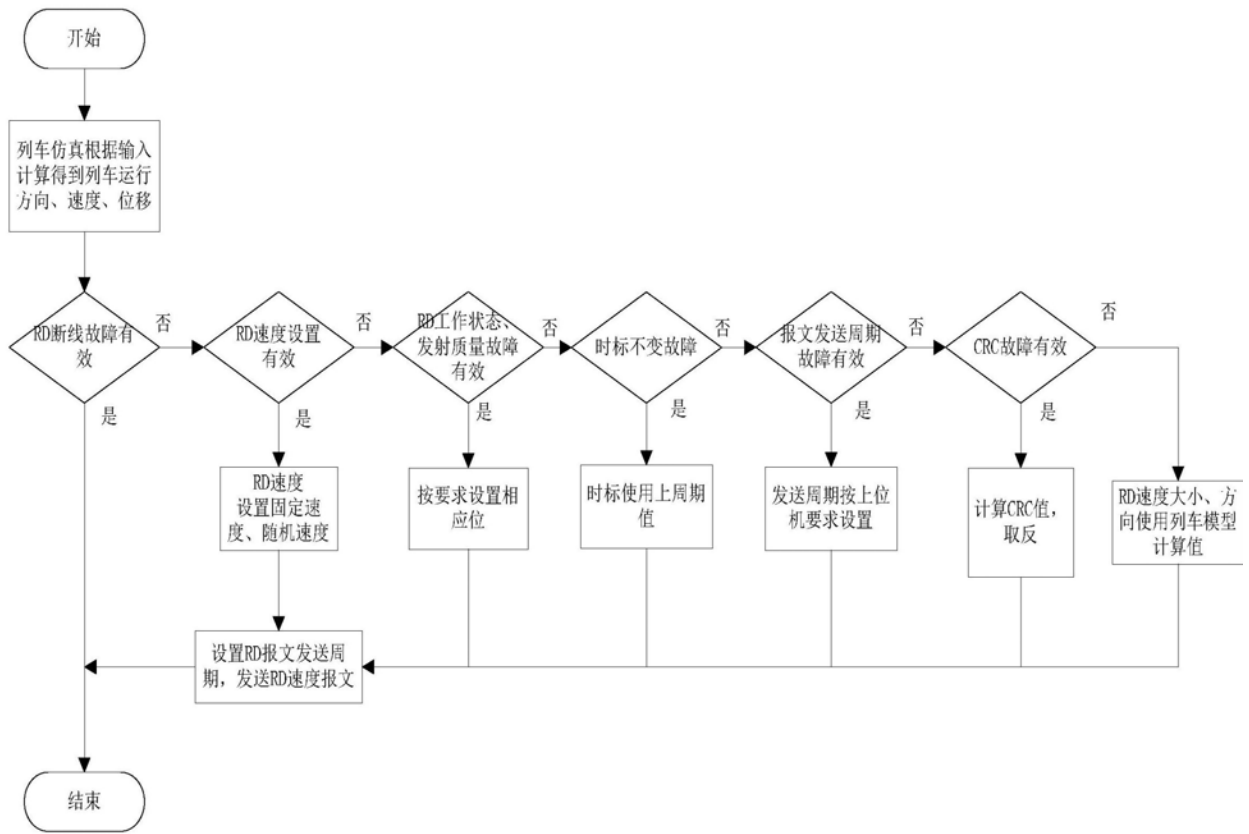 开始
列车仿真根据输入
计算得到列车运行
方向、速度、位移
RD断线故障有
效
否
是
RD速度设置
有效
否
是
RD工作状态、
发射质量故障
有效
否
是
时标不变故障
否
是
报文发送周期
故障有效
否
是
CRC故障有效
否
是
RD速度
设置固定速
度、随机速度
按要求设置相
应位
时标使用上周期
值
发送周期按上位
机要求设置
计算CRC值，
取反
RD速度大小、方
向使用列车模型
计算值
设置RD报文发送周
期，发送RD速度报文
结束